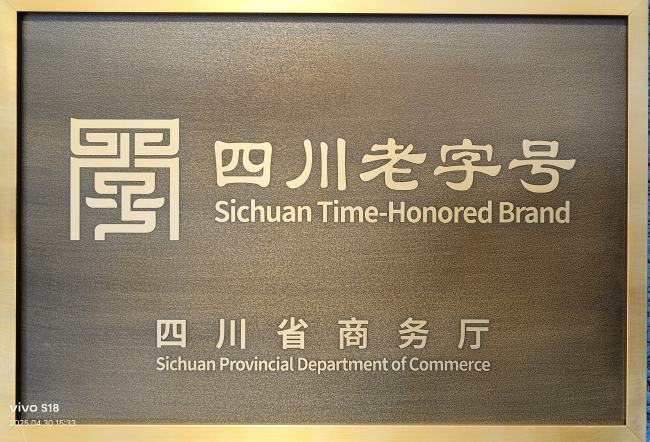 四川老字号
Sichuan Time-Honored Brand
四川省商务厅
Sichuan Provincial Department of Commerce
vivo S18
2025.04.30 15:33